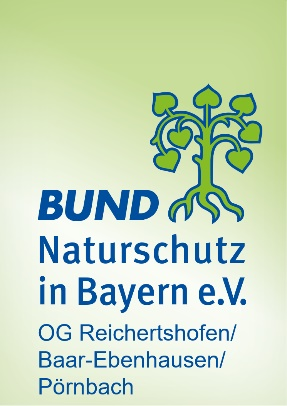 BUND
Naturschutz
in Bayern e.V.
OG Reichertshofen/
Baar-Ebenhausen/
Pörnbach